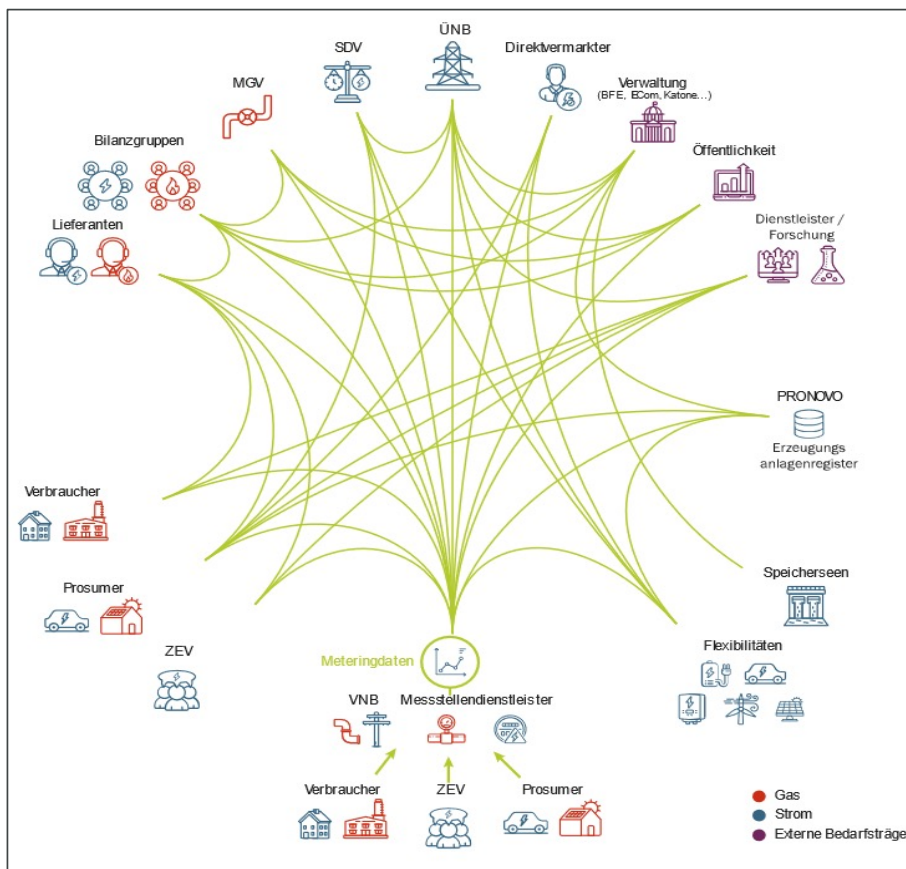 ÜNB
SDV
Direktvermarkter
MGV
Verwaltung
(BFE, ECom, Katone...)
Bilanzgruppen
Öffentlichkeit
Lieferanten
Dienstleister /
Forschung
PRONOVO
Erzeugungs
anlagenregister
Verbraucher
Prosumer
Speicherseen
ZEV
Flexibilitäten
Meteringdaten
VNB
Messstellendienstleister
Verbraucher
ZEV
Prosumer
Gas
Strom
Externe Bedarfsträge